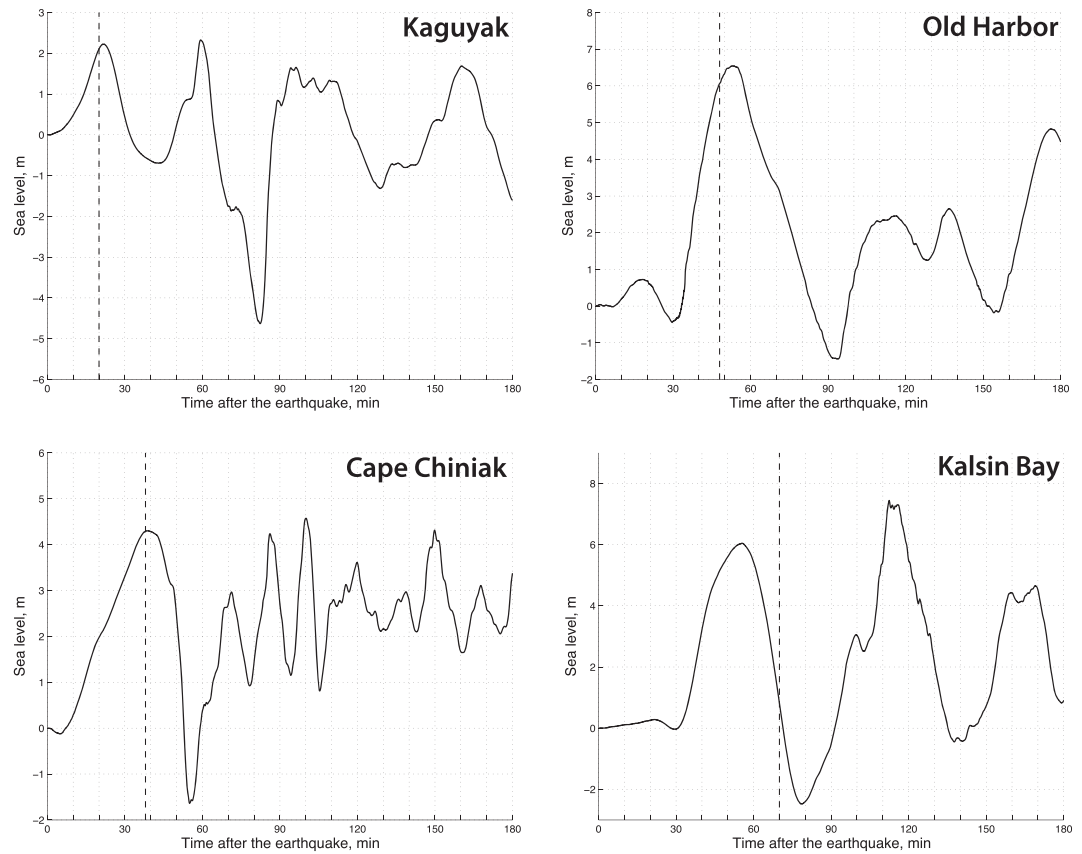 Kaguyak
3
2
1
0
−1
−2
−3
−4
−5
−6
Sea level, m
0 30 60 90 120 150 180
Time after the earthquake, min
Old Harbor
8
7
6
5
4
3
2
1
0
−1
−2
Sea level, m
0 30 60 90 120 150 180
Time after the earthquake, min
Cape Chiniak
6
5
4
3
2
1
0
−1
−2
Sea level, m
0 30 60 90 120 150 180
Time after the earthquake, min
Kalsin Bay
8
6
4
2
0
−2
Sea level, m
0 30 60 90 120 150 180
Time after the earthquake, min